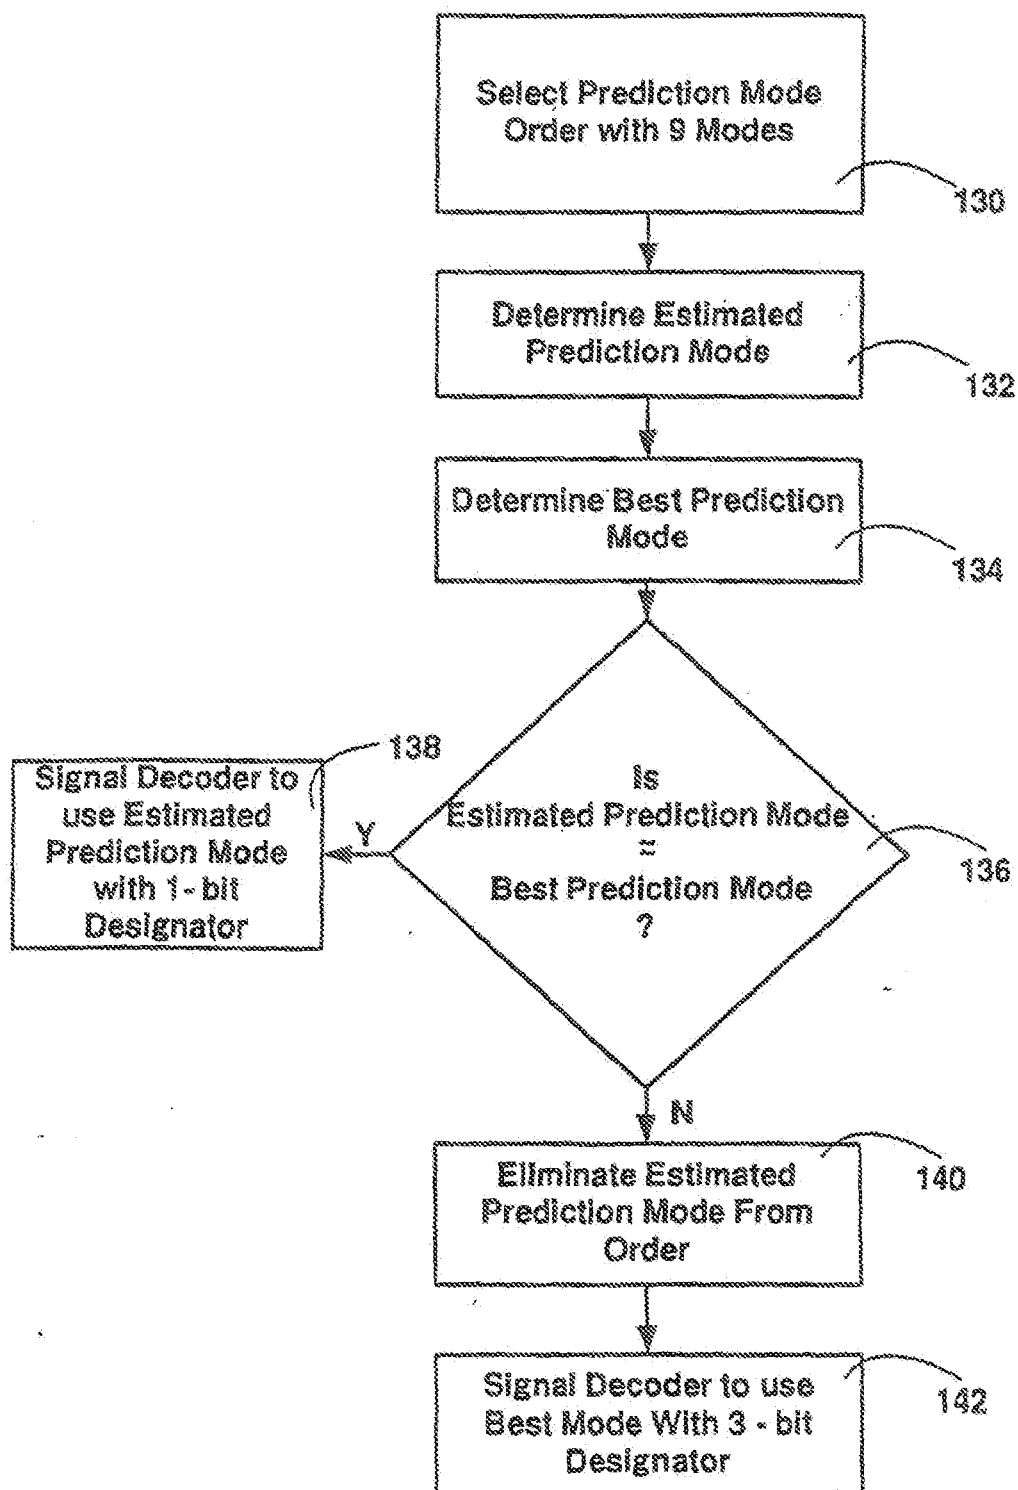 Select Prediction Mode
Order with 9 Modes
130
Determine Estimated
Prediction Mode
132
Determine Best Prediction
Mode
134
138
Signal Decoder to
use Estimated
Prediction Mode
with 1- bit
Designator
Y
Is
Estimated Prediction Mode
=
Best Prediction Mode
?
136
N
Eliminate Estimated
Prediction Mode From
Order
140
Signal Decoder to use
Best Mode With 3 - bit
Designator
142